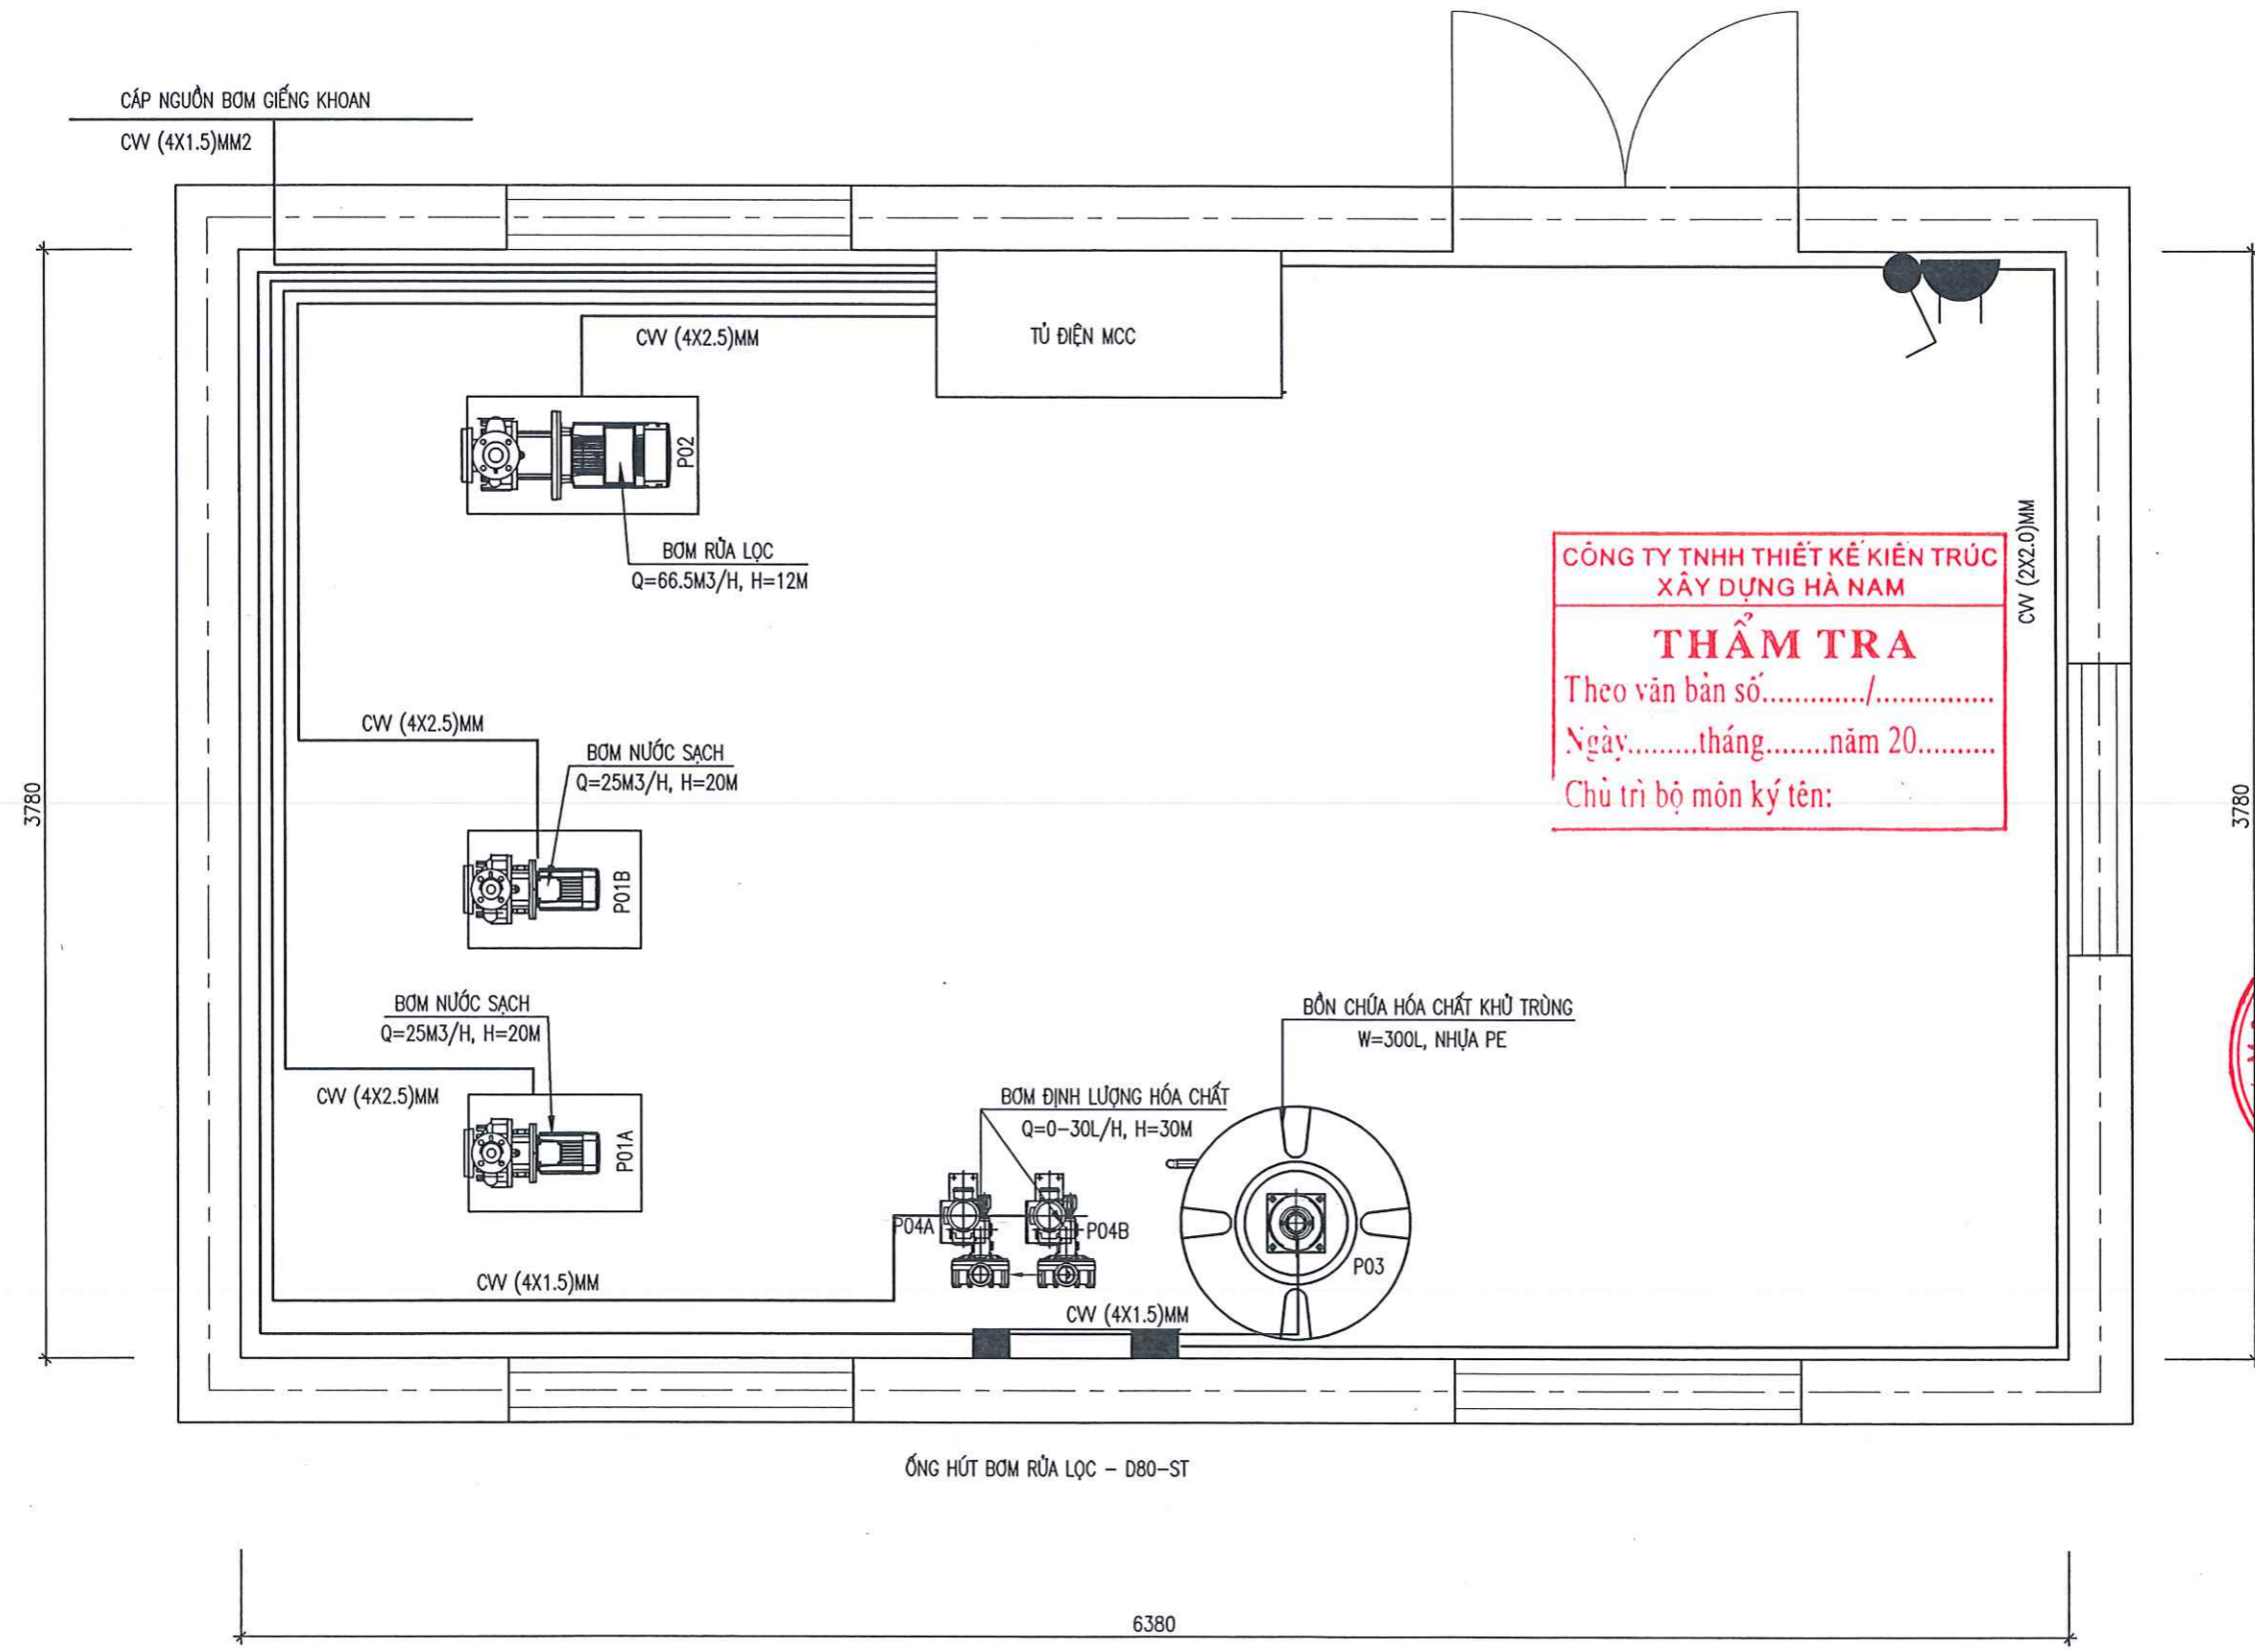 CÁP NGUỒN BƠM GIẾNG KHOAN
CVV (4X1.5)MM2
CVV (4X2.5)MM
TỦ ĐIỆN MCC
P02
BƠM RỬA LỌC
Q=66.5M3/H, H=12M
CVV (2X2.0)MM
CÔNG TY TNHH THIẾT KẾ KIẾN TRÚC
XÂY DỰNG HÀ NAM
THẨM TRA
Theo văn bản số............/...............
Ngày.........tháng........năm 20..........
Chủ trì bộ môn ký tên:
3780
3780
CVV (4X2.5)MM
BƠM NƯỚC SẠCH
Q=25M3/H, H=20M
P01B
BƠM NƯỚC SẠCH
Q=25M3/H, H=20M
CVV (4X2.5)MM
P01A
BỒN CHỨA HÓA CHẤT KHỬ TRÙNG
W=300L, NHỰA PE
BƠM ĐỊNH LƯỢNG HÓA CHẤT
Q=0-30L/H, H=30M
P04A
P04B
P03
CVV (4X1.5)MM
CVV (4X1.5)MM
ỐNG HÚT BƠM RỬA LỌC - D80-ST
6380